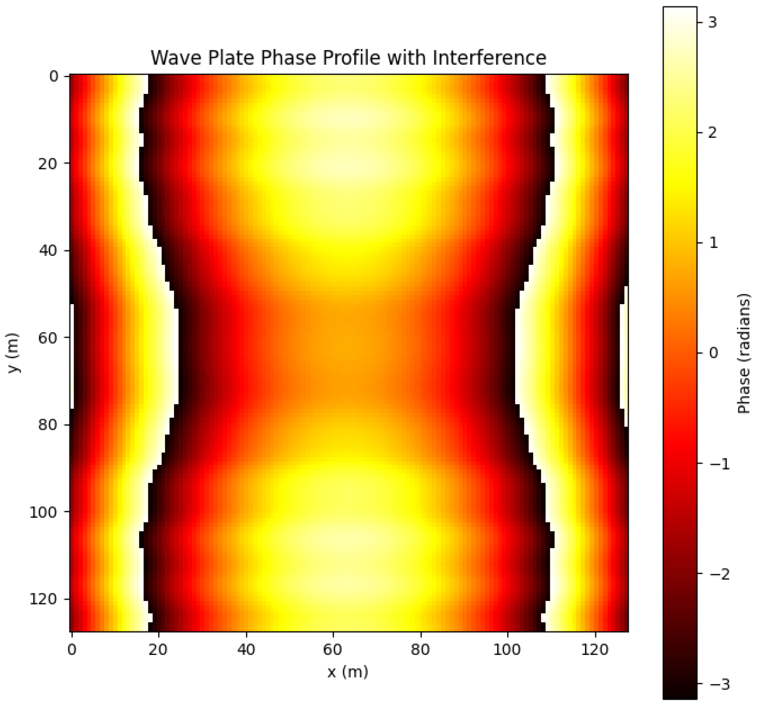 Wave Plate Phase Profile with Interference
0
20
40
60
80
100
120
y (m)
0 20 40 60 80 100 120
x (m)
3
2
1
0
−1
−2
−3
Phase (radians)